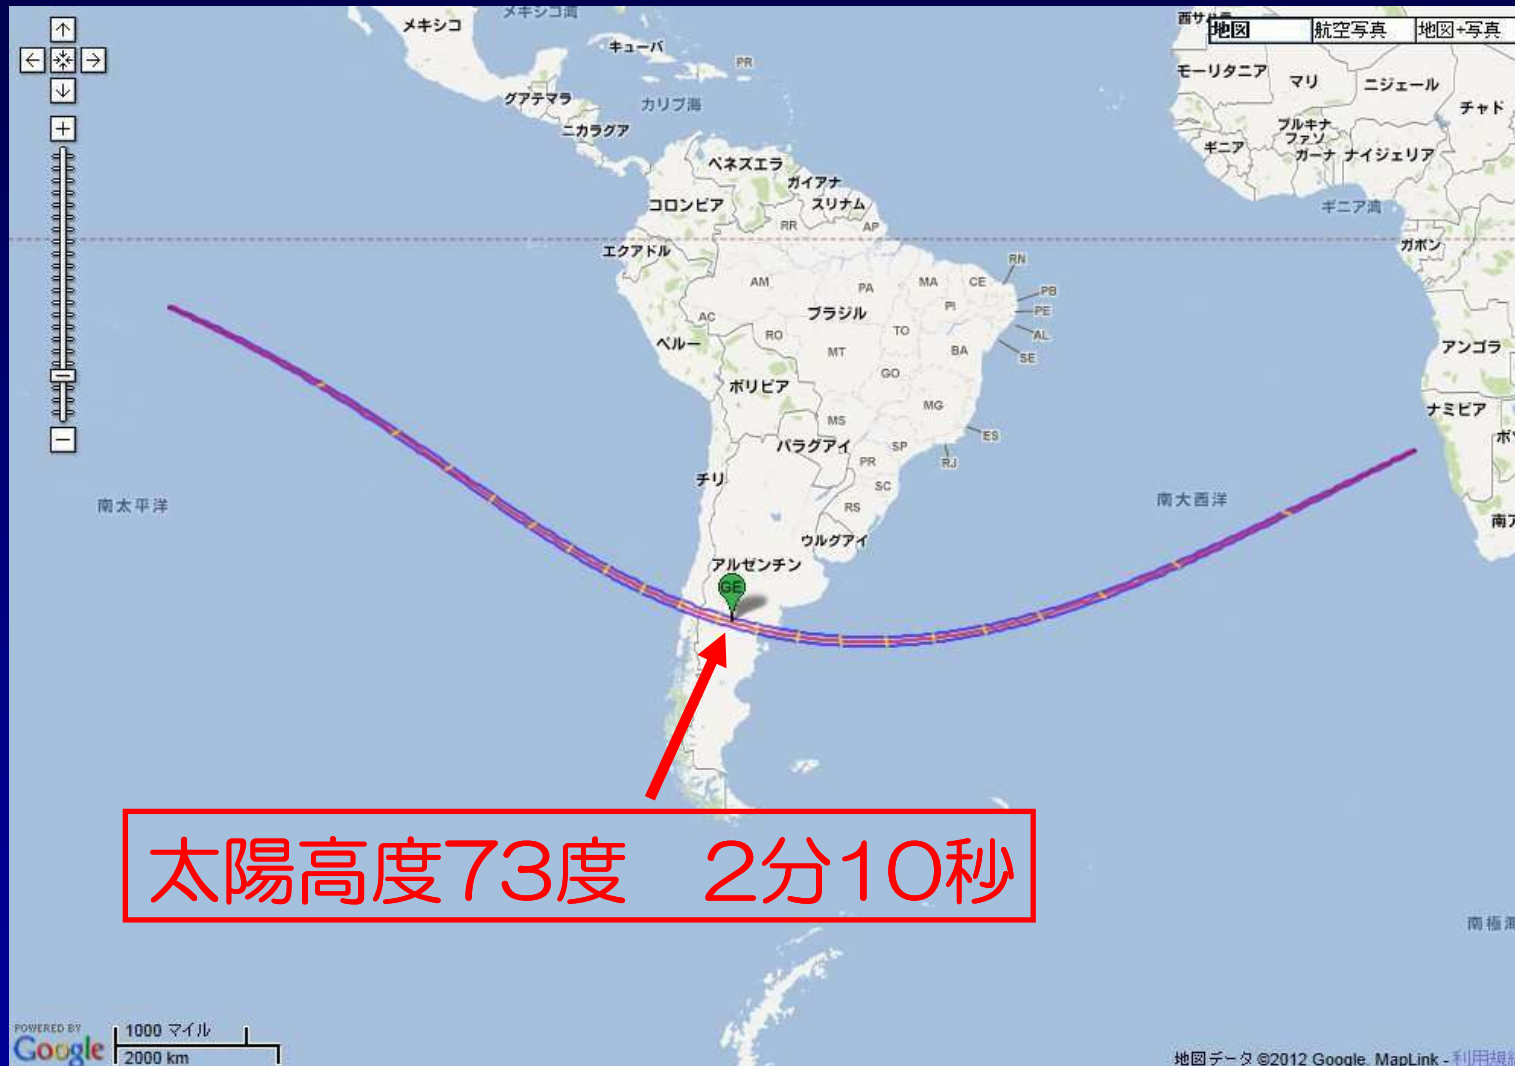 メキシコ
メキシコ湾
キューバ
PR
グアテマラ
カリブ海
ニカラグア
地図
航空写真
地図+写真
モーリタニア
マリ
ニジェール
チャド
ブルキナ
ファソ
ギニア
ガーナ
ナイジェリア
ギニア湾
ガボン
ベネズエラ
ガイアナ
スリナム
コロンビア
RR
AP
エクアドル
AM
PA
MA
CE
RN
PB
PE
AL
SE
PI
AC
ブラジル
RO
TO
ペルー
MT
BA
GO
ボリビア
MG
MS
ES
パラグアイ
SP
RJ
PR
SC
チリ
RS
ウルグアイ
アルゼンチン
GE
アンゴラ
ナミビア
南太平洋
南大西洋
太陽高度73度 2分10秒
POWERED BY
Google
1000 マイル
2000 km
地図データ ©2012 Google, MapLink - 利用規約